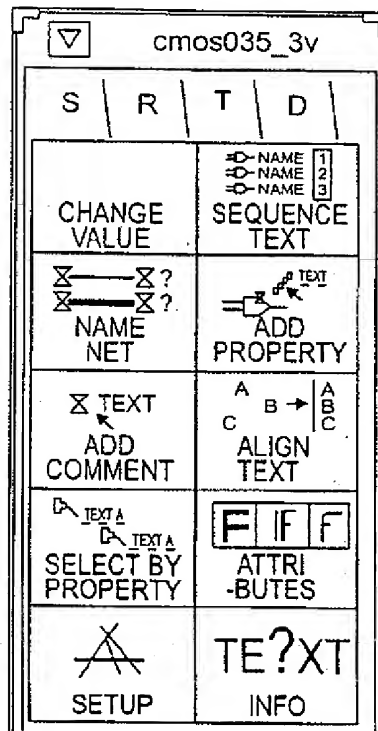 cmos035_3v
S R T D
NAME 1
NAME 2
NAME 3
CHANGE
VALUE
SEQUENCE
TEXT
?
?
NAME
NET
TEXT
ADD
PROPERTY
TEXT
ADD
COMMENT
A A
B B
C C
ALIGN
TEXT
TEXT A
TEXT A
SELECT BY
PROPERTY
F F F
ATTRI
-BUTES
SETUP
TE?XT
INFO